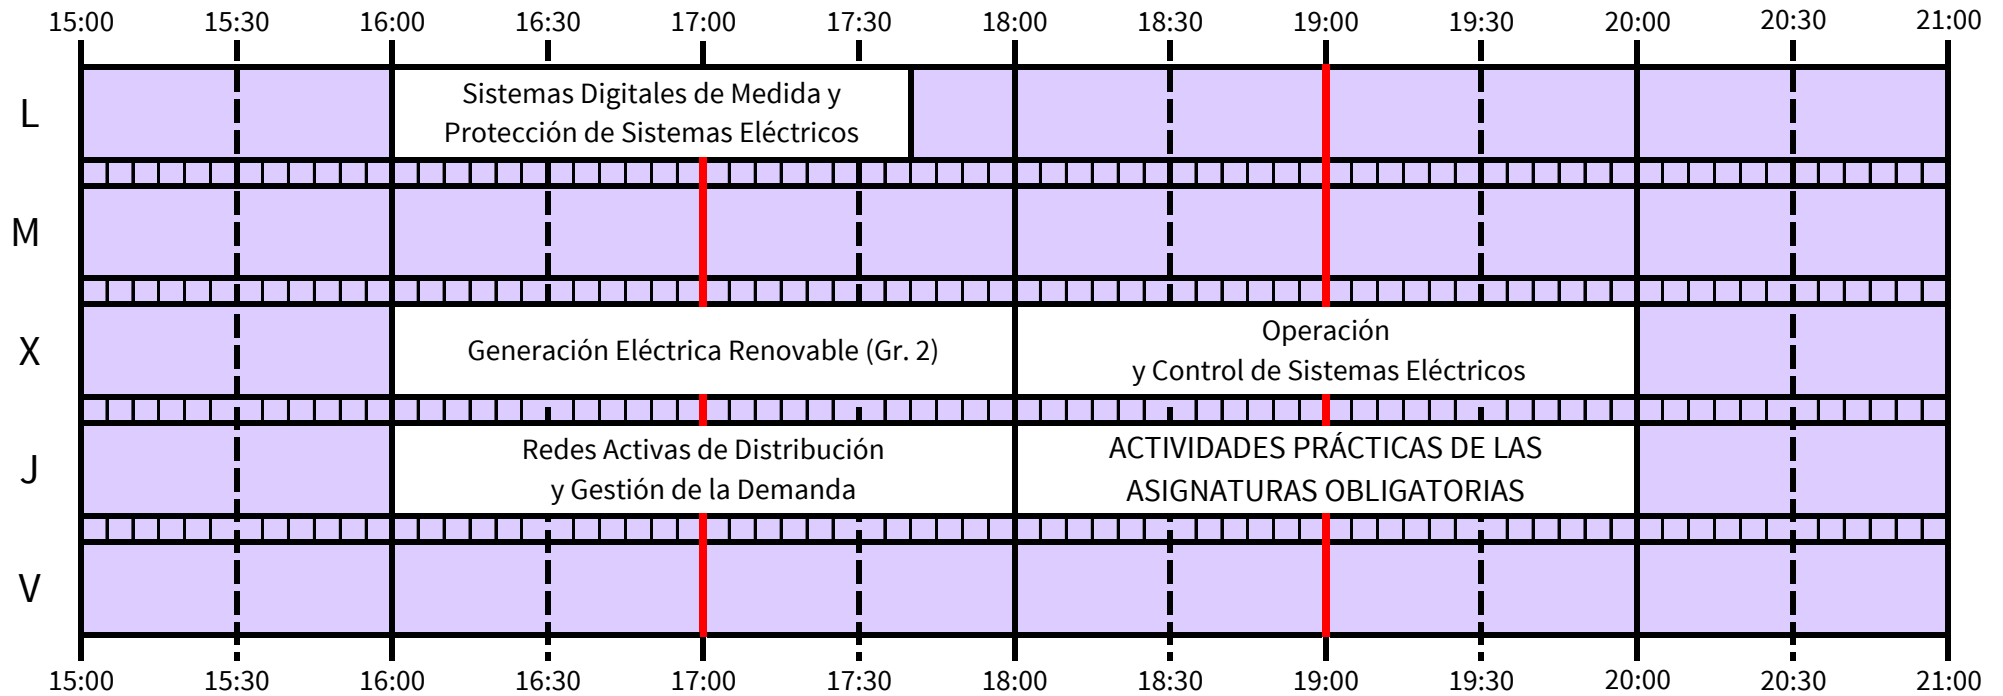 15:00 15:30 16:00 16:30 17:00 17:30 18:00 18:30 19:00 19:30 20:00 20:30 21:00
L
Sistemas Digitales de Medida y
Protección de Sistemas Eléctricos
M
X
Generación Eléctrica Renovable (Gr. 2)
Operación
y Control de Sistemas Eléctricos
J
Redes Activas de Distribución
y Gestión de la Demanda
ACTIVIDADES PRÁCTICAS DE LAS
ASIGNATURAS OBLIGATORIAS
V
15:00 15:30 16:00 16:30 17:00 17:30 18:00 18:30 19:00 19:30 20:00 20:30 21:00